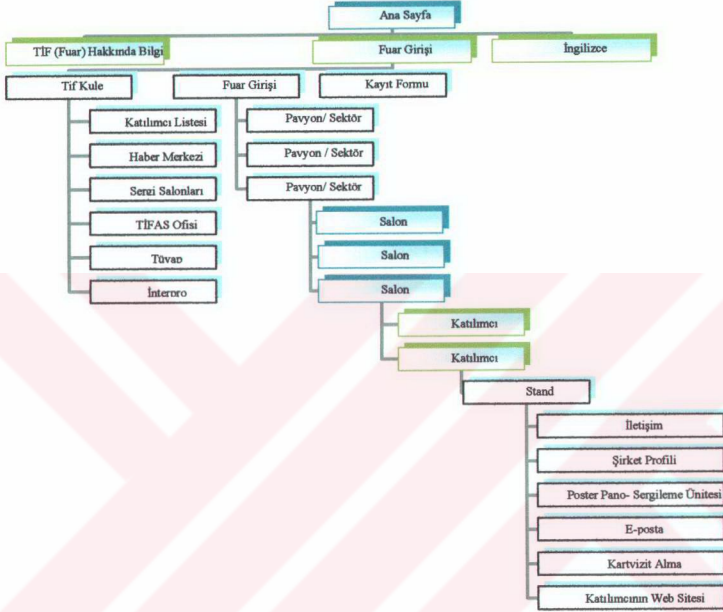 Ana Sayfa
TİF (Fuar) Hakkında Bilgi
Fuar Girişi
İngilizce
Tif Kule
Fuar Girişi
Kayıt Formu
Katılımcı Listesi
Haber Merkezi
Sergi Salonları
TİFAS Ofisi
Tüyap
İnterpro
Pavyon/ Sektör
Pavyon / Sektör
Pavyon/ Sektör
Salon
Salon
Salon
Katılımcı
Katılımcı
Stand
İletişim
Şirket Profili
Poster Pano- Sergileme Ünitesi
E-posta
Kartvizit Alma
Katılımcının Web Sitesi